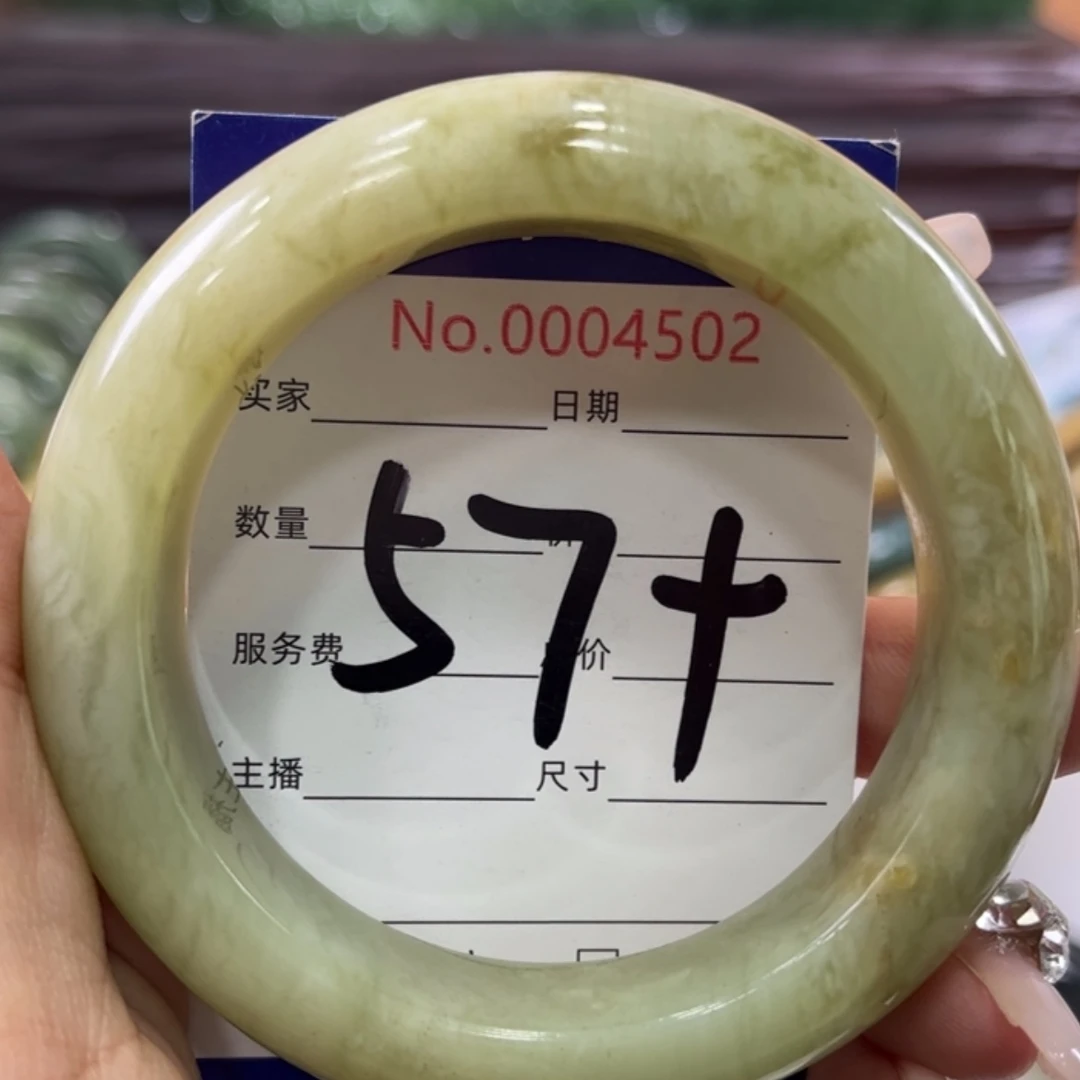 No.0004502
买家 日期
数量
57+
服务费 价
主播 尺寸